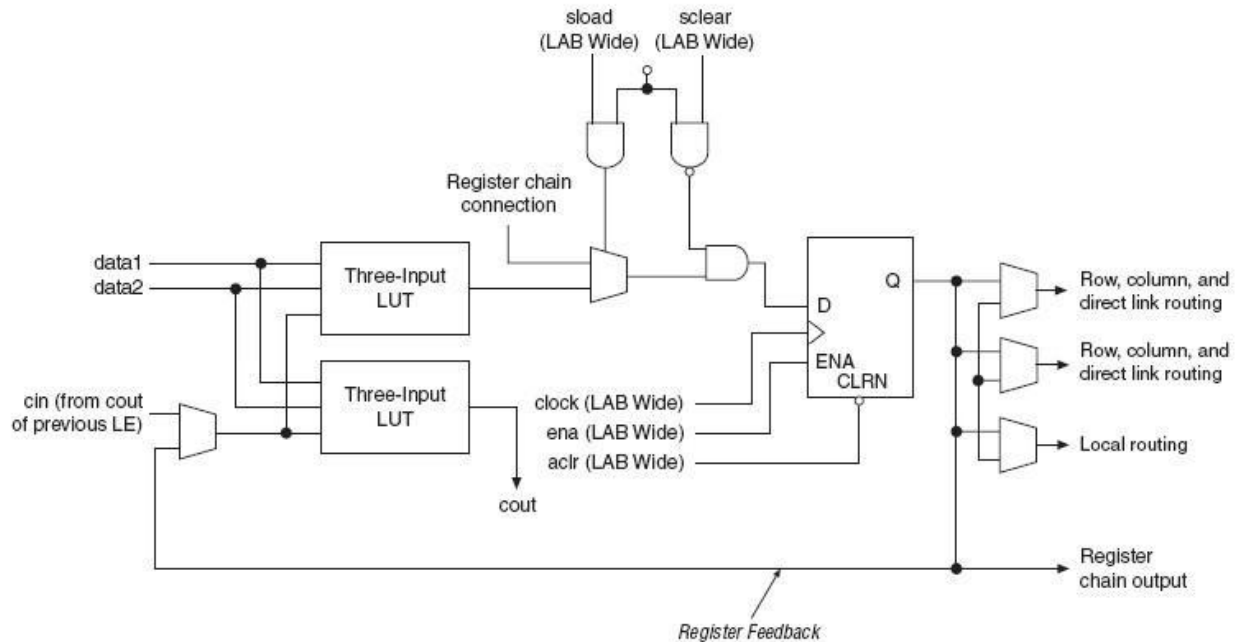 sload
(LAB Wide)
sclear
(LAB Wide)
Register chain
connection
data1
data2
Three-Input
LUT
Three-Input
LUT
cin (from cout
of previous LE)
cout
clock (LAB Wide)
ena (LAB Wide)
aclr (LAB Wide)
Q
D
ENA
CLRN
Row, column, and
direct link routing
Row, column, and
direct link routing
Local routing
Register
chain output
Register Feedback